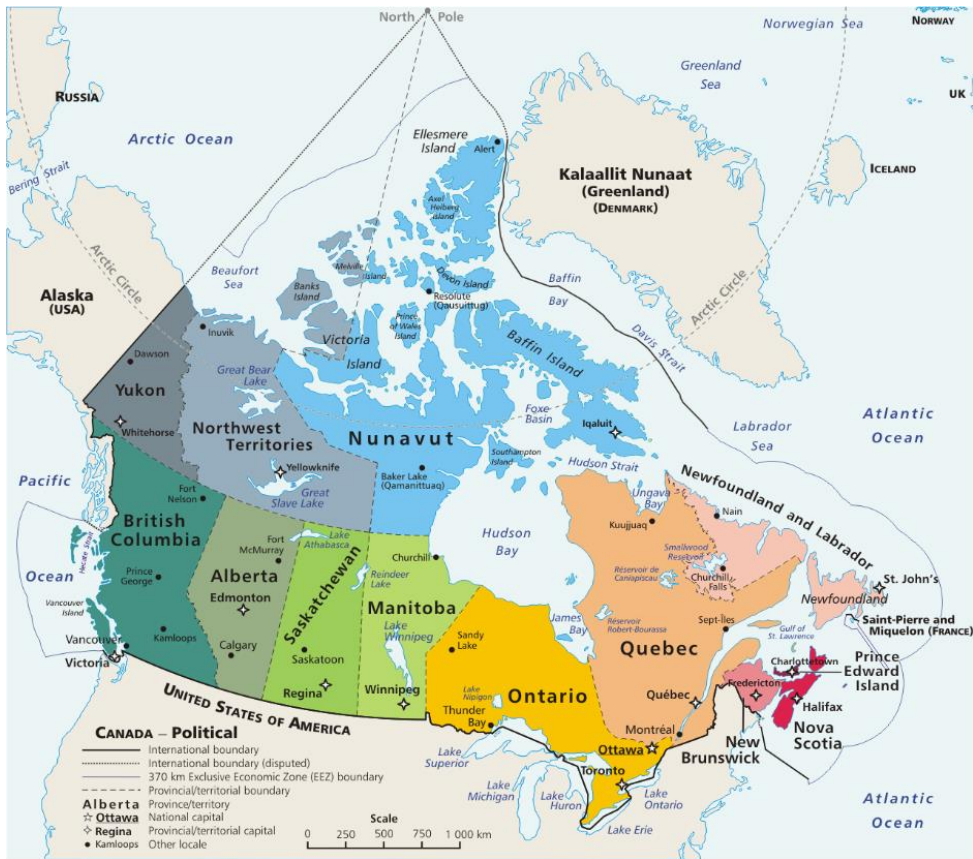 North Pole
Norwegian Sea
NORWAY
Greenland
Sea
UK
RUSSIA
Arctic Ocean
Ellesmere
Island
Alert
Kalaallit Nunaat
(Greenland)
(DENMARK)
ICELAND
Bering Strait
Axel
Heiberg
Island
Arctic Circle
Beaufort
Sea
Melville
Island
Devon Island
Baffin
Bay
Arctic Circle
Alaska
(USA)
Banks
Island
Resolute
(Qausuittuq)
Prince
of Wales
Island
Davis Strait
Inuvik
Victoria
Island
Baffin Island
Dawson
Great Bear
Lake
Yukon
Foxe
Basin
Iqaluit
Atlantic
Ocean
Whitehorse
Northwest
Territories
Nunavut
Labrador
Sea
Southampton
Island
Hudson Strait
Yellowknife
Baker Lake
(Qamanittuaq)
Pacific
Ocean
Great
Slave Lake
Ungava
Bay
Newfoundland and Labrador
Fort
Nelson
British
Columbia
Kuujjuaq
Nain
Hecate Strait
Fort
McMurray
Lake
Athabasca
Hudson
Bay
Churchill
Smallwood
Reservoir
Réservoir de
Caniapiscau
Churchill
Falls
Prince
George
Alberta
Edmonton
Saskatchewan
Reindeer
Lake
Manitoba
St. John's
Newfoundland
Vancouver
Island
Kamloops
Vancouver
Victoria
Calgary
Saskatoon
Lake
Winnipeg
Sandy
Lake
James
Bay
Réservoir
Robert-Bourassa
Sept-Îles
Saint-Pierre
and Miquelon (FRANCE)
Gulf of
St. Lawrence
Quebec
Charlottetown
Prince
Edward
Island
Regina
Winnipeg
Ontario
Québec
Fredericton
Halifax
Nova
Scotia
UNITED STATES OF AMERICA
Lake
Nipigon
Thunder
Bay
Montréal
New
Brunswick
Ottawa
Toronto
Lake
Superior
Lake
Michigan
Lake
Huron
Lake
Ontario
Lake Erie
Atlantic
Ocean
CANADA – Political
International boundary
International boundary (disputed)
370 km Exclusive Economic Zone (EEZ) boundary
Provincial/territorial boundary
Alberta Province/territory
Ottawa National capital
Regina Provincial/territorial capital
Kamloops Other locale
Scale
0 250 500 750 1 000 km